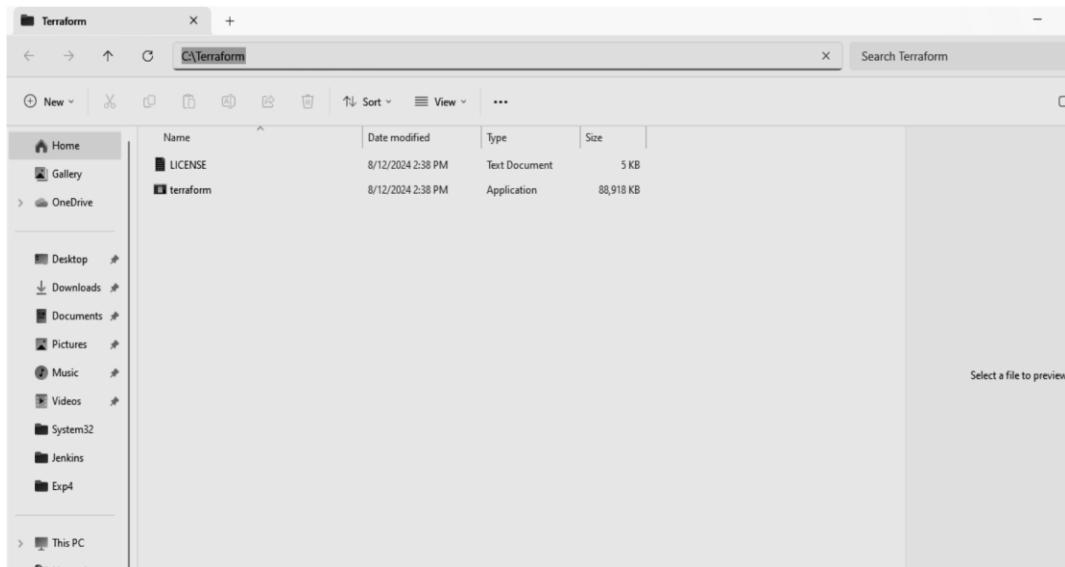 Terraform
C:\Terraform
Search Terraform
New
Sort
View
Name Date modified Type Size
LICENSE 8/12/2024 2:38 PM Text Document 5 KB
terraform 8/12/2024 2:38 PM Application 88,918 KB
Home
Gallery
OneDrive
Desktop
Downloads
Documents
Pictures
Music
Videos
System32
Jenkins
Exp4
This PC
Select a file to preview